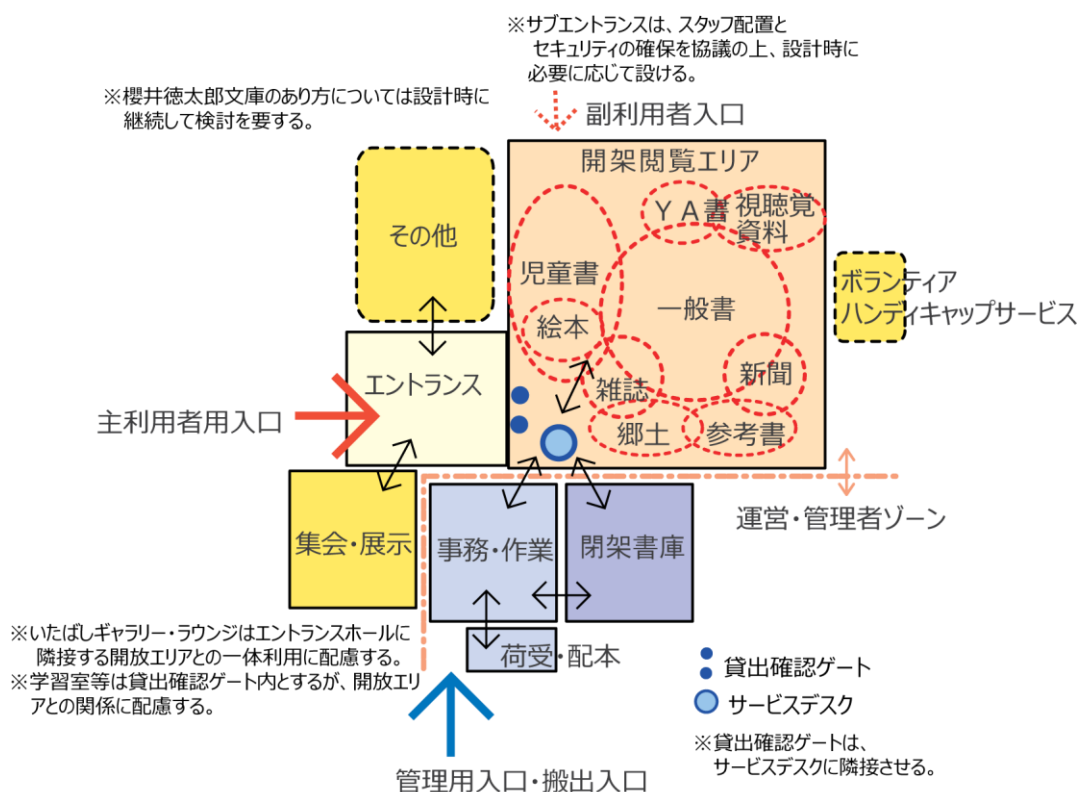 ※サブエントランスは、スタッフ配置と
セキュリティの確保を協議の上、設計時に
必要に応じて設ける。
※櫻井徳太郎文庫のあり方については設計時に
継続して検討を要する。
副利用者入口
開架閲覧エリア
その他
ＹＡ書
視聴覚
資料
児童書
一般書
絵本
ボランティア
ハンディキャップサービス
エントランス
雑誌
新聞
主利用者用入口
郷土
参考書
集会・展示
事務・作業
閉架書庫
運営・管理者ゾーン
※いたばしギャラリー・ラウンジはエントランスホールに
隣接する開放エリアとの一体利用に配慮する。
※学習室等は貸出確認ゲート内とするが、開放エリ
アとの関係に配慮する。
荷受・配本
貸出確認ゲート
サービスデスク
※貸出確認ゲートは、
サービスデスクに隣接させる。
管理用入口・搬出入口